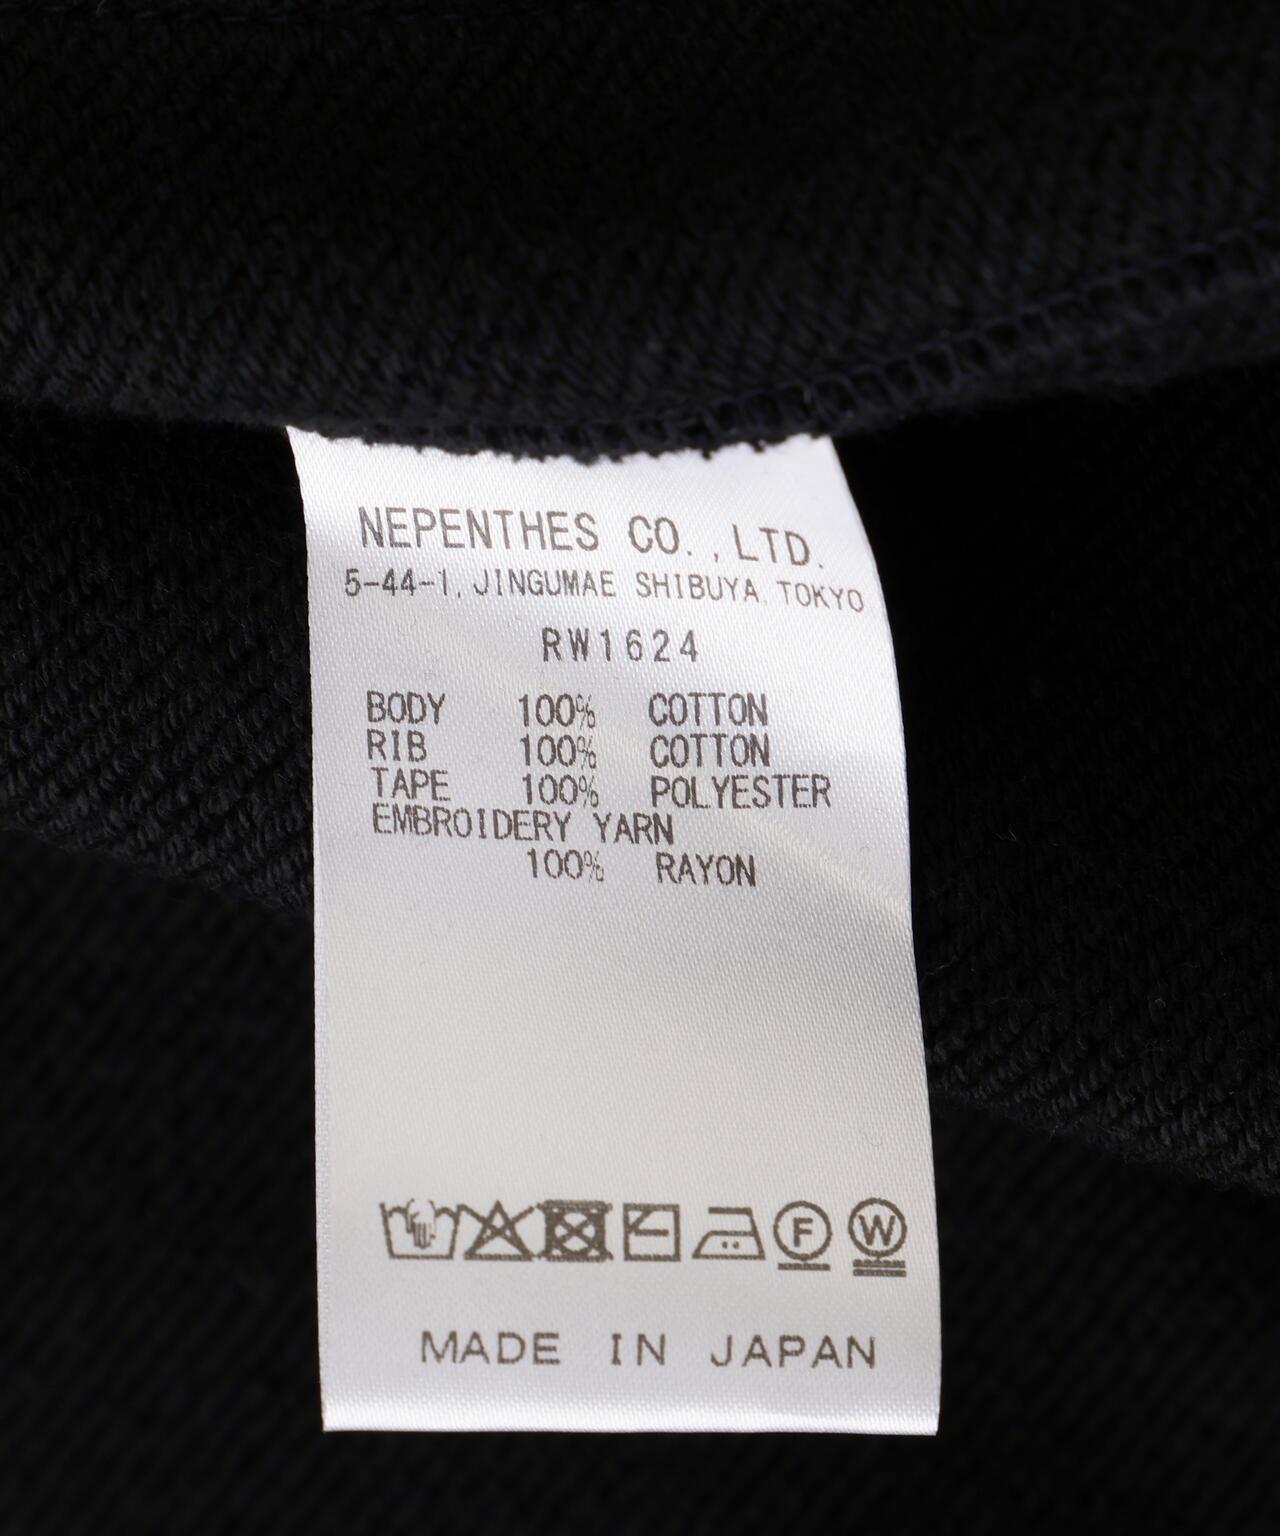 NEPENTHES CO.,LTD.
5-44-1, JINGUMAE SHIBUYA. TOKYO
RW1624
BODY 100% COTTON
RIB 100% COTTON
TAPE 100% POLYESTER
EMBROIDERY YARN
100% RAYON
F W
MADE IN JAPAN